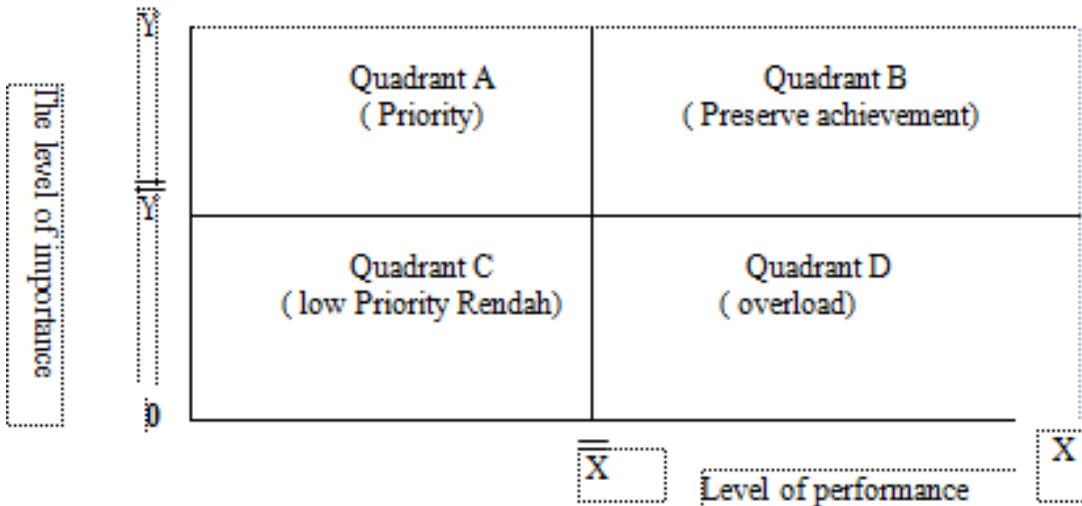 Y
Quadrant A
( Priority)
Quadrant B
( Preserve achievement)
The level of importance
Y
Quadrant C
( low Priority Rendah)
Quadrant D
( overload)
0
X
X
Level of performance